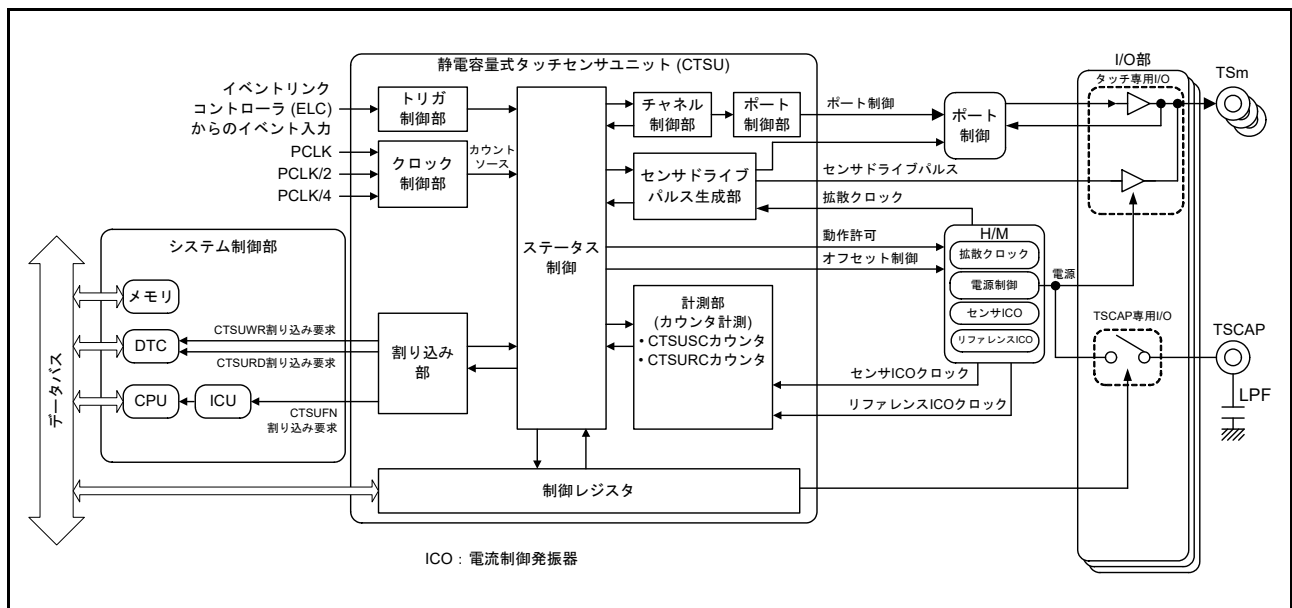 静電容量式タッチセンサユニット (CTSU)
イベントリンク
コントローラ (ELC)
からのイベント入力
PCLK
PCLK/2
PCLK/4
トリガ
制御部
クロック
制御部
カウント
ソース
ステータス
制御
チャネル
制御部
ポート
制御部
センサドライブ
パルス生成部
計測部
(カウンタ計測)
・CTSUSCカウンタ
・CTSURCカウンタ
割り込み
部
制御レジスタ
システム制御部
メモリ
DTC
CPU
ICU
データバス
CTSUWR割り込み要求
CTSURD割り込み要求
CTSUFN
割り込み要求
ポート制御
センサドライブパルス
拡散クロック
動作許可
オフセット制御
センサICOクロック
リファレンスICOクロック
ポート
制御
H/M
拡散クロック
電源制御
センサICO
リファレンスICO
電源
I/O部
タッチ専用I/O
TSm
TSCAP専用I/O
TSCAP
LPF
ICO：電流制御発振器